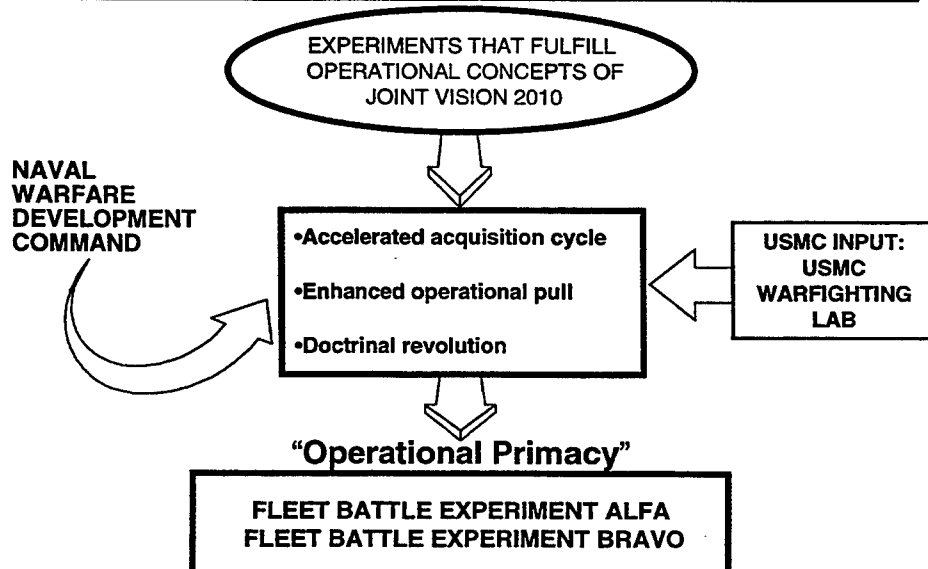 EXPERIMENTS THAT FULFILL
OPERATIONAL CONCEPTS OF
JOINT VISION 2010
NAVAL
WARFARE
DEVELOPMENT
COMMAND
•Accelerated acquisition cycle
•Enhanced operational pull
•Doctrinal revolution
USMC INPUT:
USMC
WARFIGHTING
LAB
“Operational Primacy”
FLEET BATTLE EXPERIMENT ALFA
FLEET BATTLE EXPERIMENT BRAVO